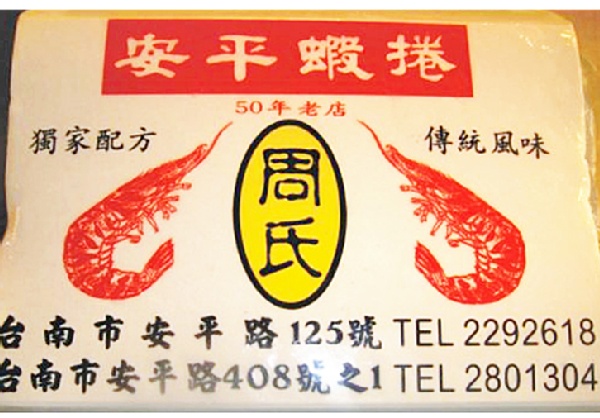 安平蝦捲
50年老店
獨家配方
周氏
傳統風味
台南市安平路125號 TEL 2292618
台南市安平路408號之1 TEL 2801304